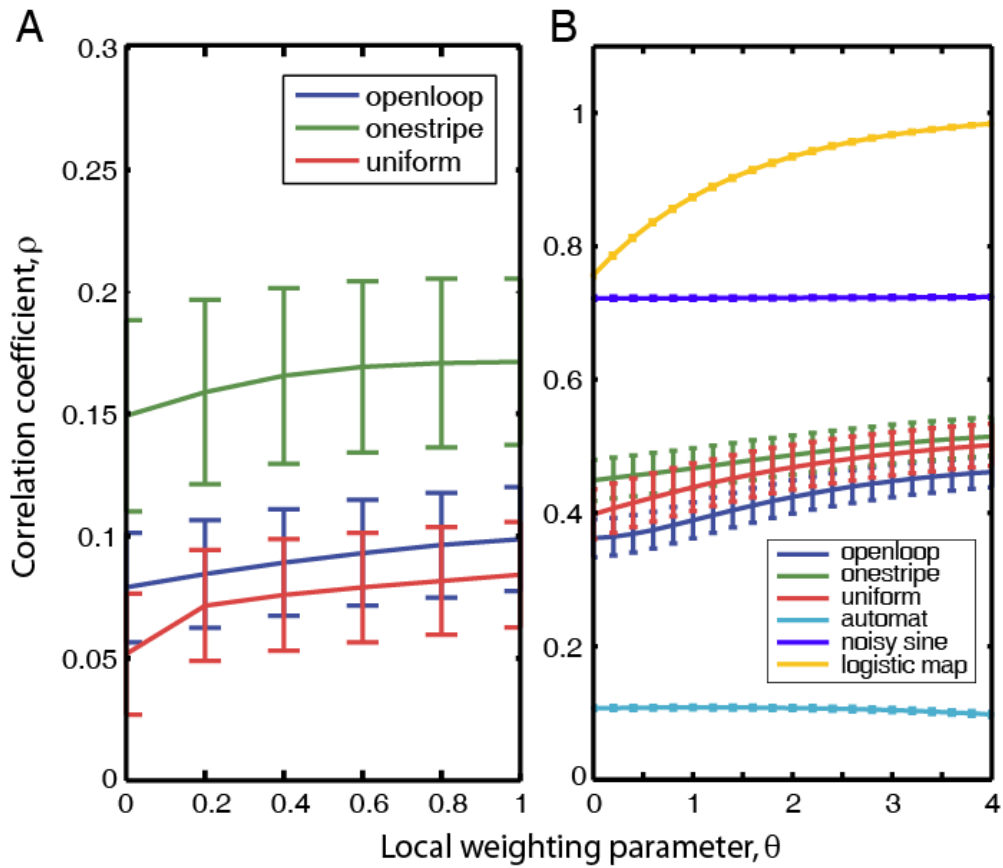 A
B
Correlation coefficient, ρ
0.3
0.25
0.2
0.15
0.1
0.05
0
openloop
onestripe
uniform
0 0.2 0.4 0.6 0.8 1
1
0.8
0.6
0.4
0.2
0
openloop
onestripe
uniform
automat
noisy sine
logistic map
0 1 2 3 4
Local weighting parameter, θ